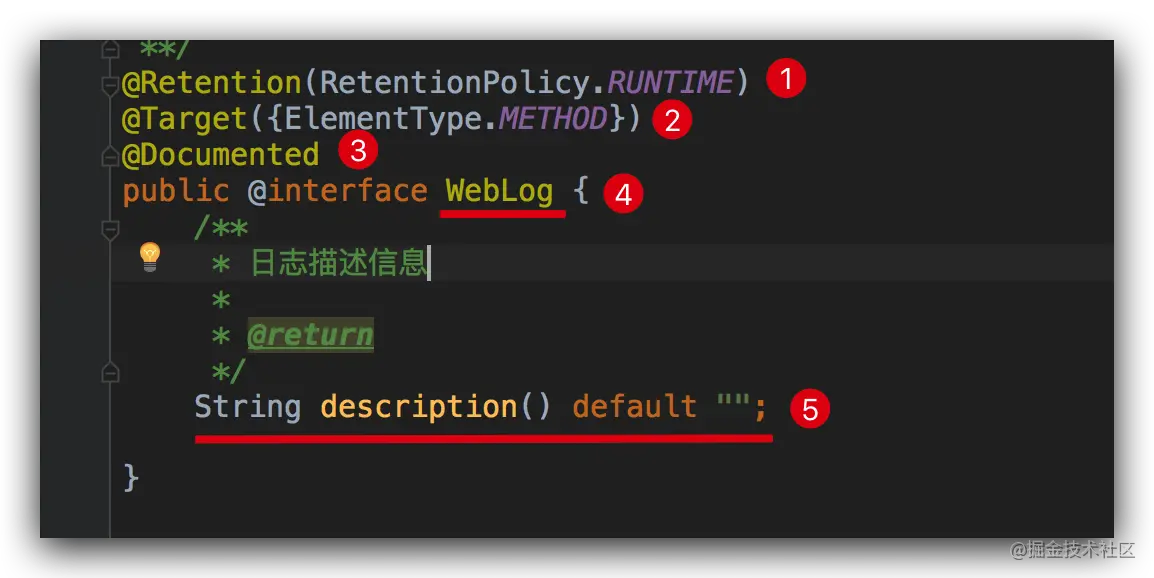 **/
@Retention(RetentionPolicy.RUNTIME) 1
@Target({ElementType.METHOD}) 2
@Documented 3
public @interface WebLog { 4
/**
* 日志描述信息
*
* @return
*/
String description() default ""; 5
}
@掘金技术社区